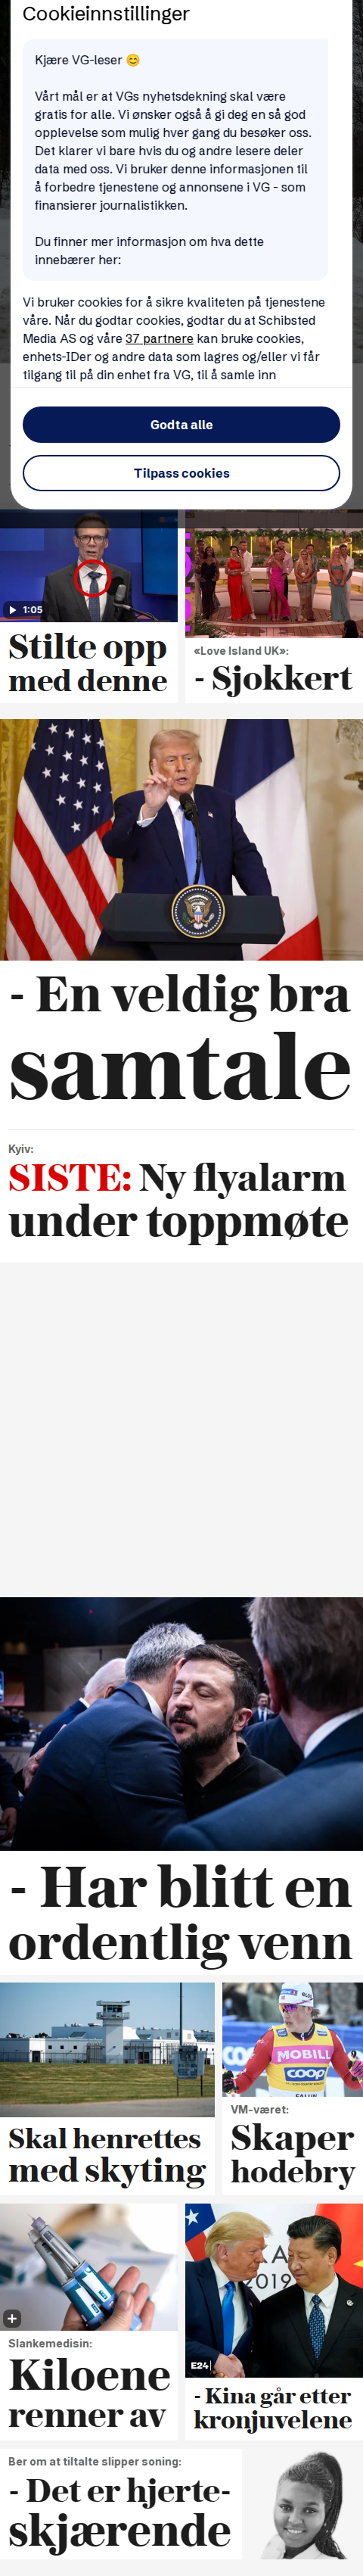 Cookieinnstillinger
Kjære VG-leser 😊
Vårt mål er at VGs nyhetsdekning skal være
gratis for alle. Vi ønsker også å gi deg en så god
opplevelse som mulig hver gang du besøker oss.
Det klarer vi bare hvis du og andre lesere deler
data med oss. Vi bruker denne informasjonen til
å forbedre tjenestene og annonsene i VG - som
finansierer journalistikken.
Du finner mer informasjon om hva dette
innebærer her:
Vi bruker cookies for å sikre kvaliteten på tjenestene
våre. Når du godtar cookies, godtar du at Schibsted
Media AS og våre 37 partnere kan bruke cookies,
enhets-IDer og andre data som lagres og/eller vi får
tilgang til på din enhet fra VG, til å samle inn
Godta alle
Tilpass cookies
1:05
Stilte opp
med denne
«Love Island UK»:
- Sjokkert
- En veldig bra
samtale
Kyiv:
SISTE: Ny flyalarm
under toppmøte
- Har blitt en
ordentlig venn
Skal henrettes
med skyting
MOBILL
coop
VM-været:
Skaper
hodebry
Slankemedisin:
Kiloene
renner av
2019
E24
- Kina går etter
kronjuvelene
Ber om at tiltalte slipper soning:
- Det er hjerte-
skjærende